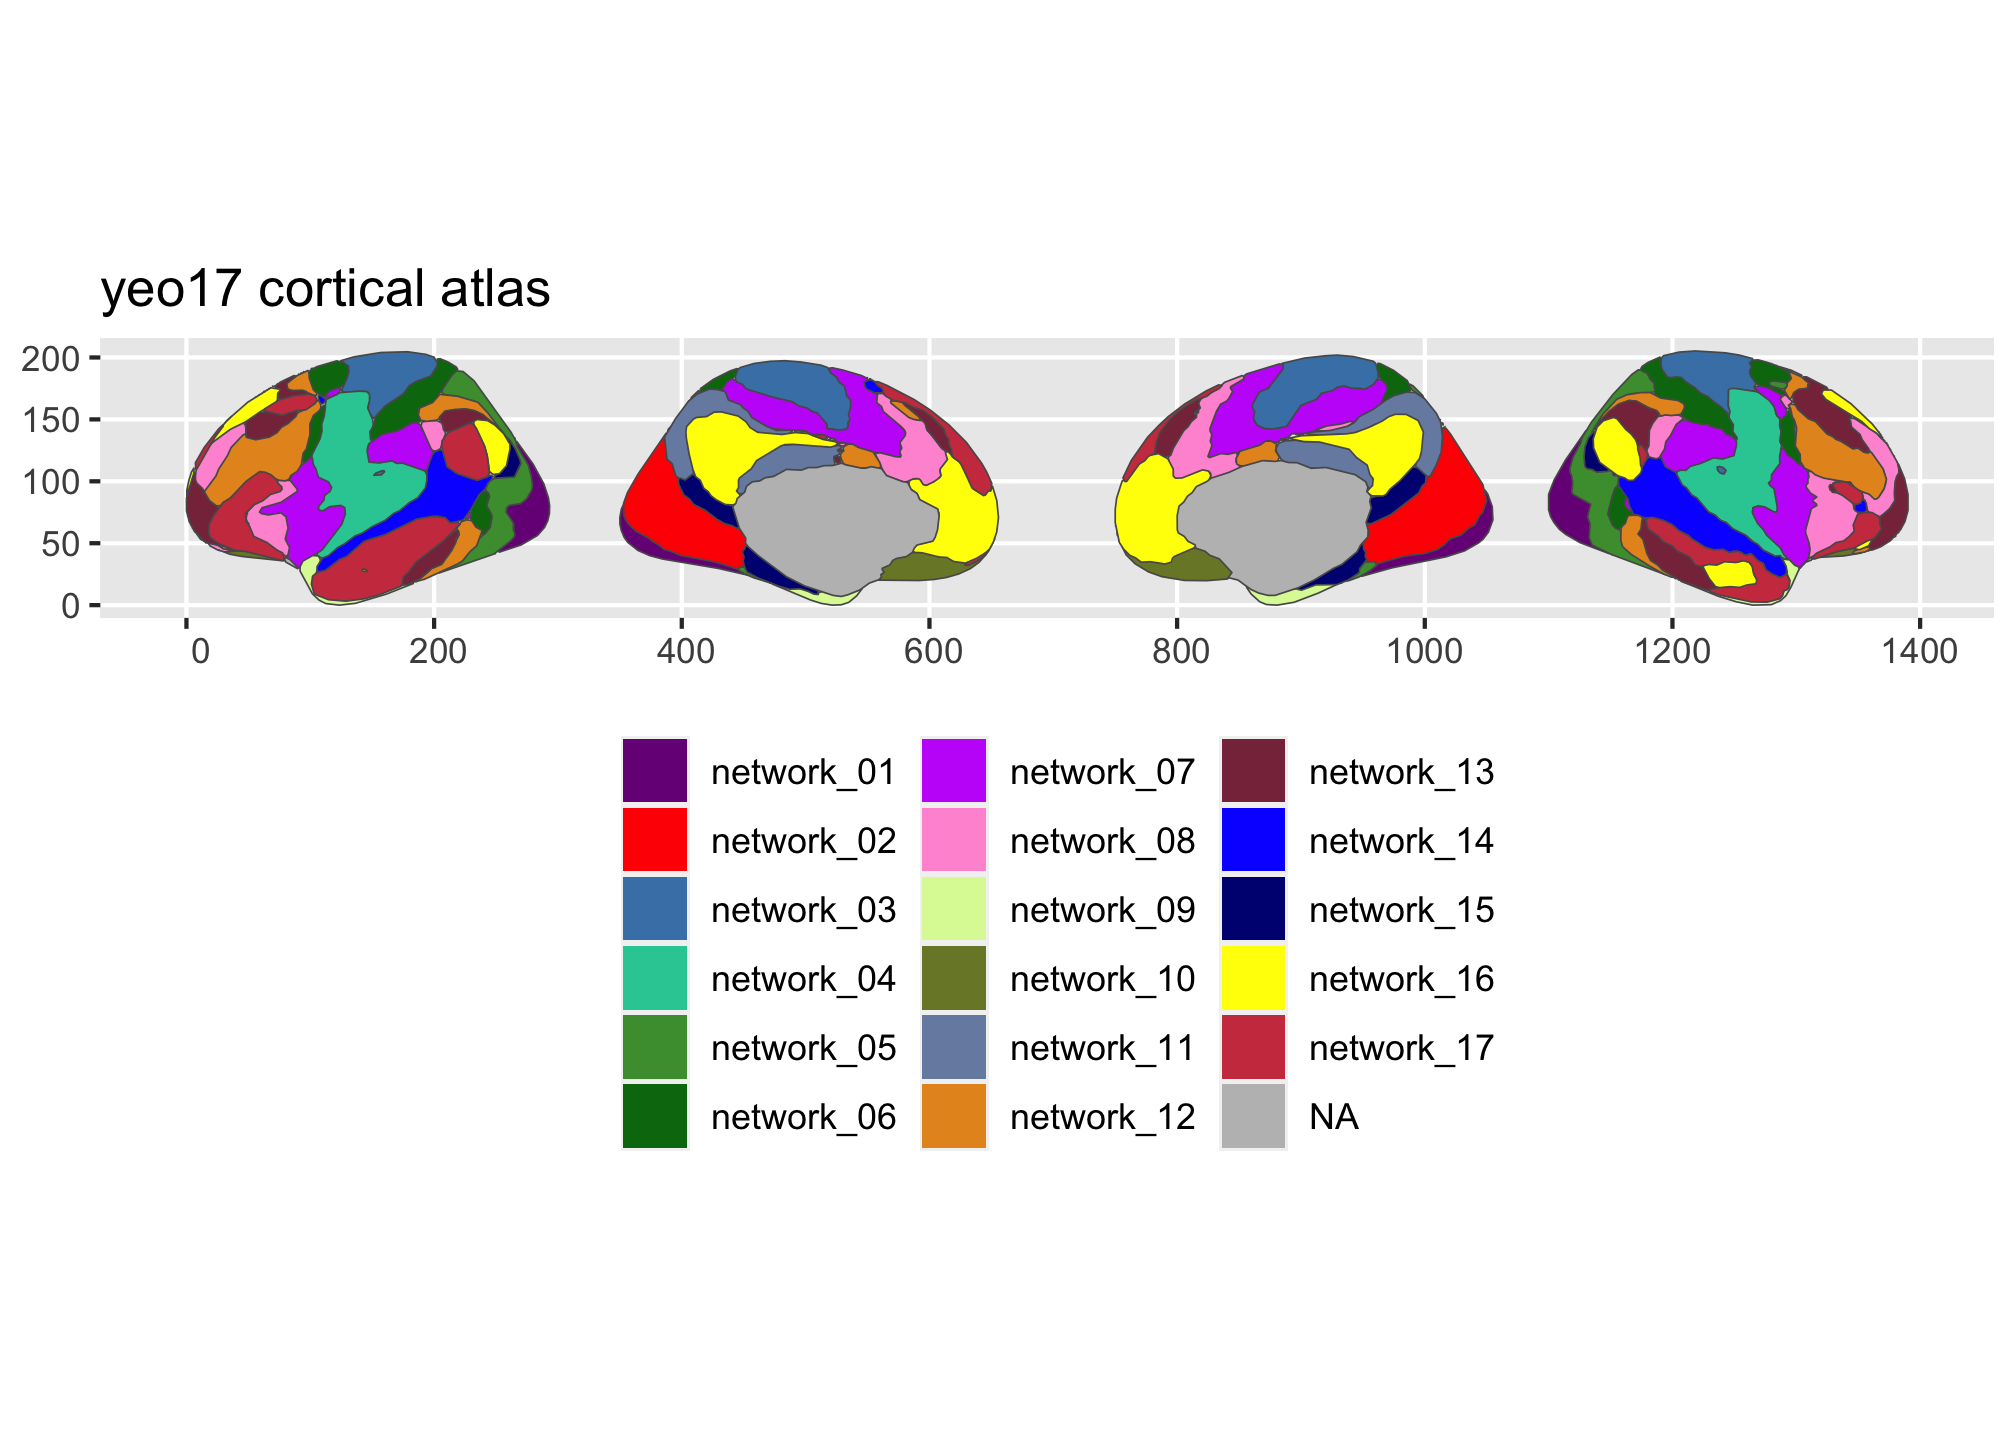 yeo17 cortical atlas
200
150
100
50
0
0 200 400 600 800 1000 1200 1400
network_01 network_07 network_13
network_02 network_08 network_14
network_03 network_09 network_15
network_04 network_10 network_16
network_05 network_11 network_17
network_06 network_12 NA